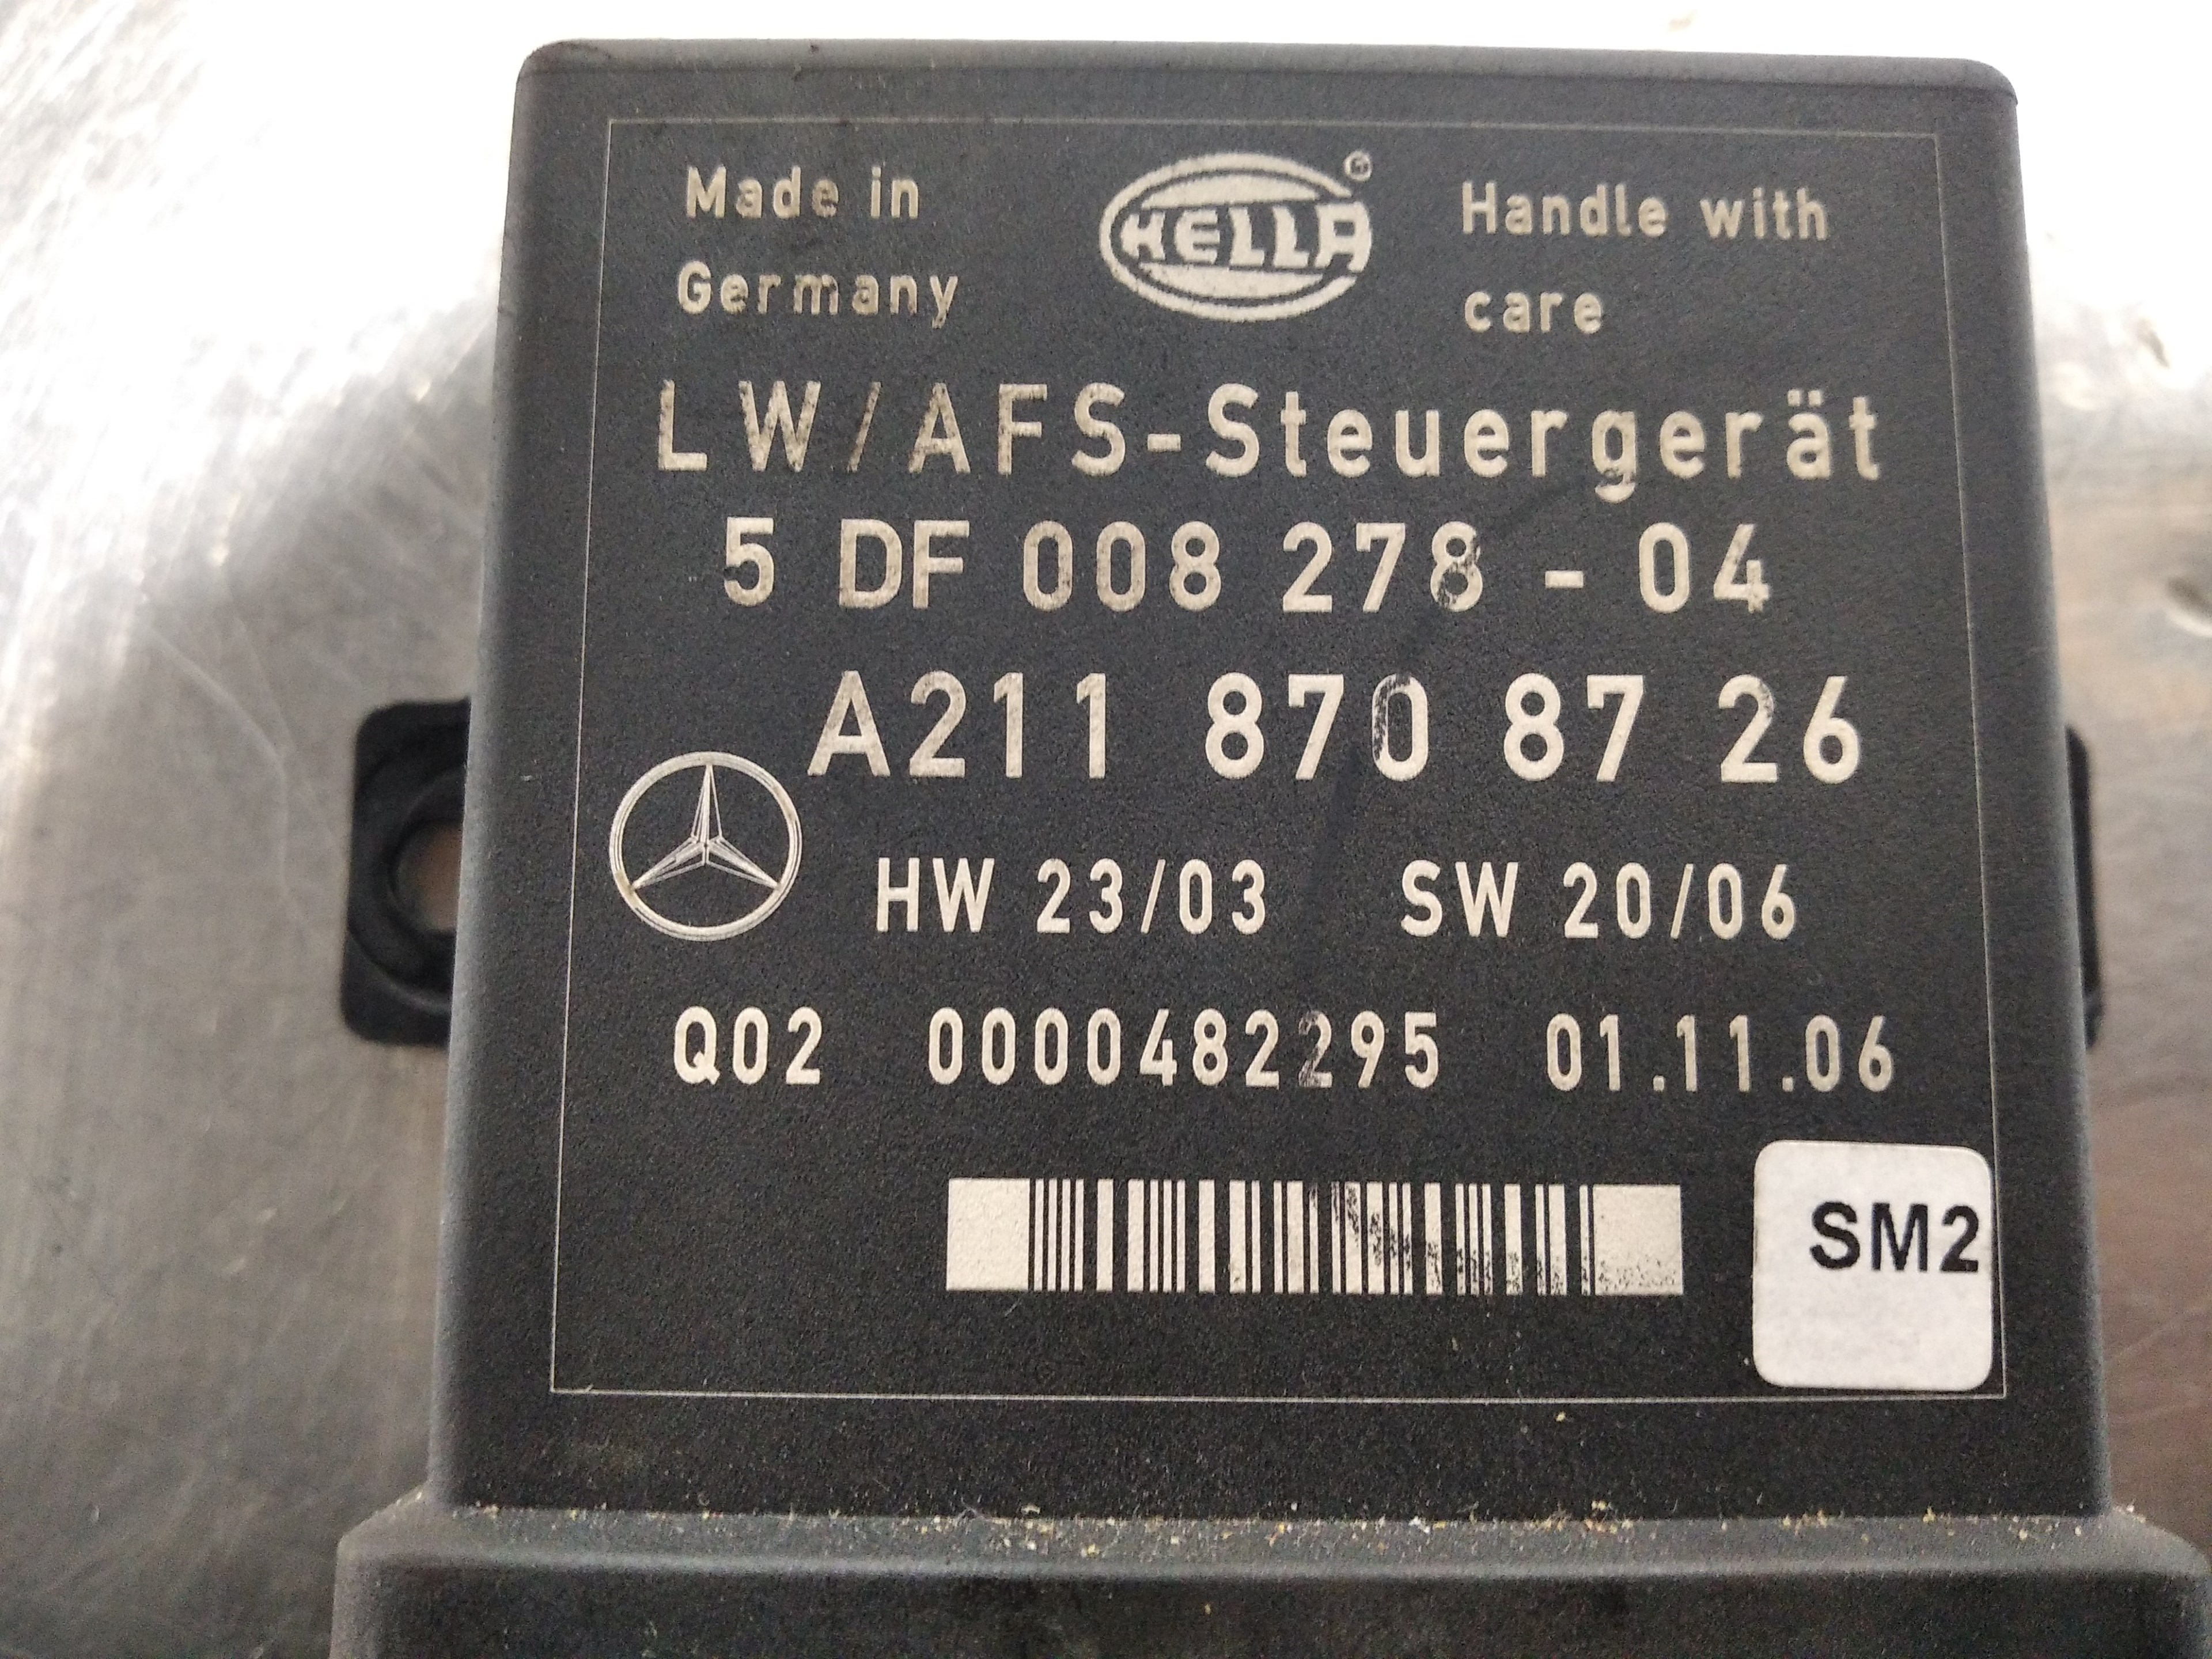 Made in
Germany
HELLA
Handle with
care
LW/AFS-Steuergerät
5 DF 008 278 - 04
A211 870 87 26
HW 23/03 SW 20/06
Q02 0000482295 01.11.06
SM2